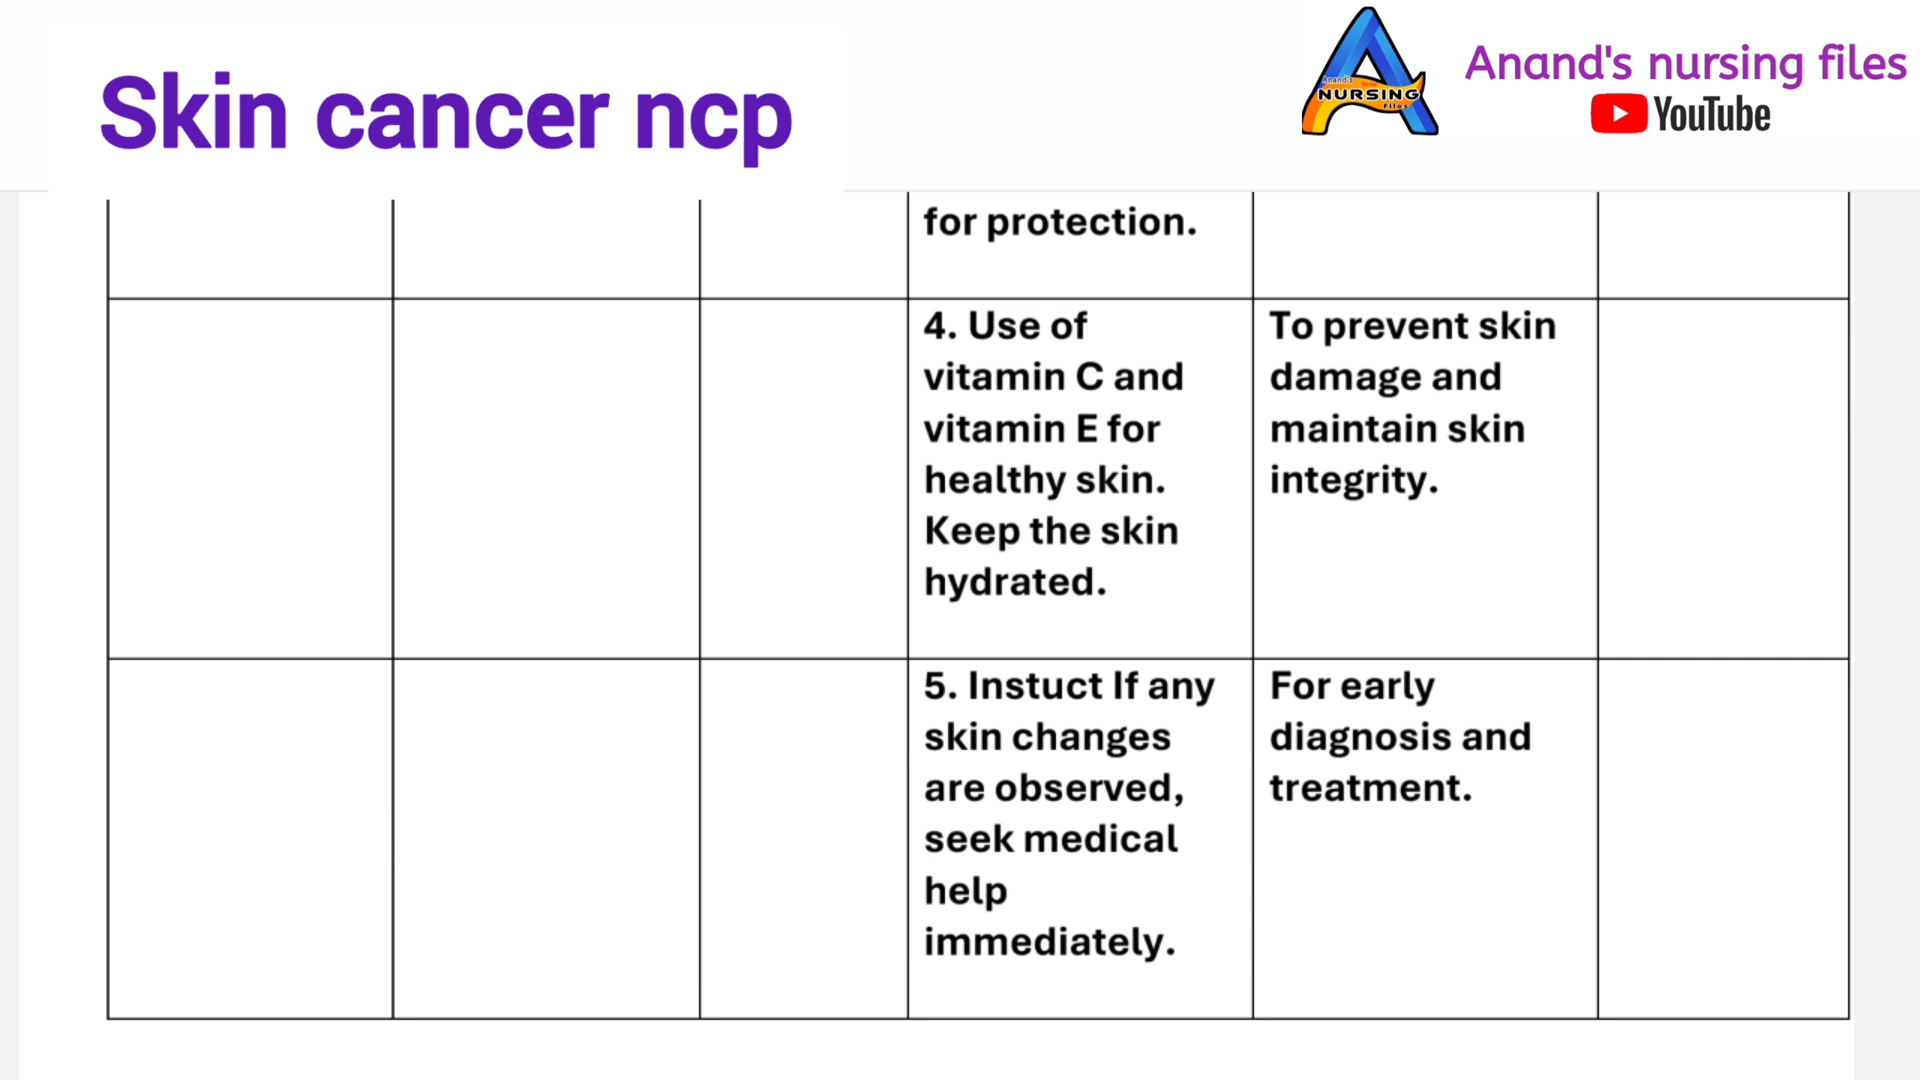 Skin cancer ncp
Anand's
NURSING
Files
Anand's nursing files
YouTube
for protection.
4. Use of
vitamin C and
vitamin E for
healthy skin.
Keep the skin
hydrated.
To prevent skin
damage and
maintain skin
integrity.
5. Instuct If any
skin changes
are observed,
seek medical
help
immediately.
For early
diagnosis and
treatment.